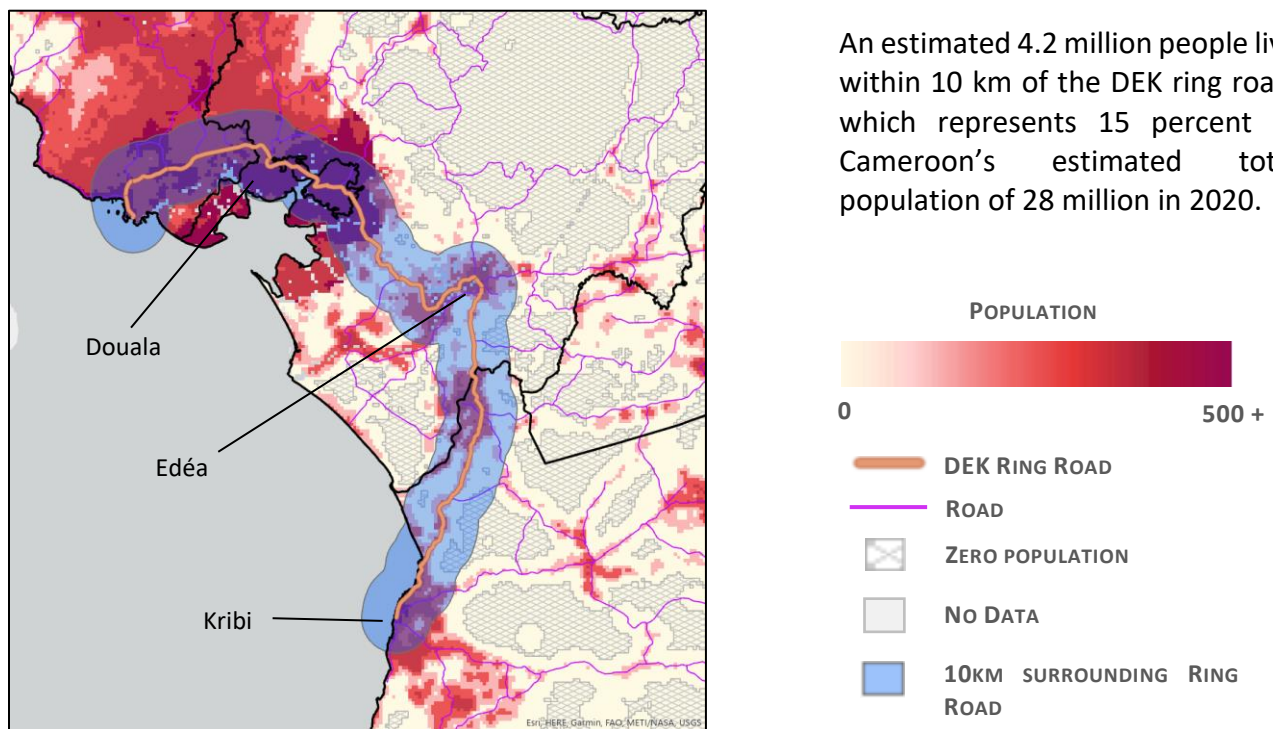 An estimated 4.2 million people liv
within 10 km of the DEK ring roa
which represents 15 percent
Cameroon's estimated tot
population of 28 million in 2020.
Douala
Edéa
Kribi
Esri, HERE, Garmin, FAO, METI/NASA, USGS
POPULATION
0 500 +
DEK RING ROAD
ROAD
ZERO POPULATION
NO DATA
10KM SURROUNDING RING
ROAD